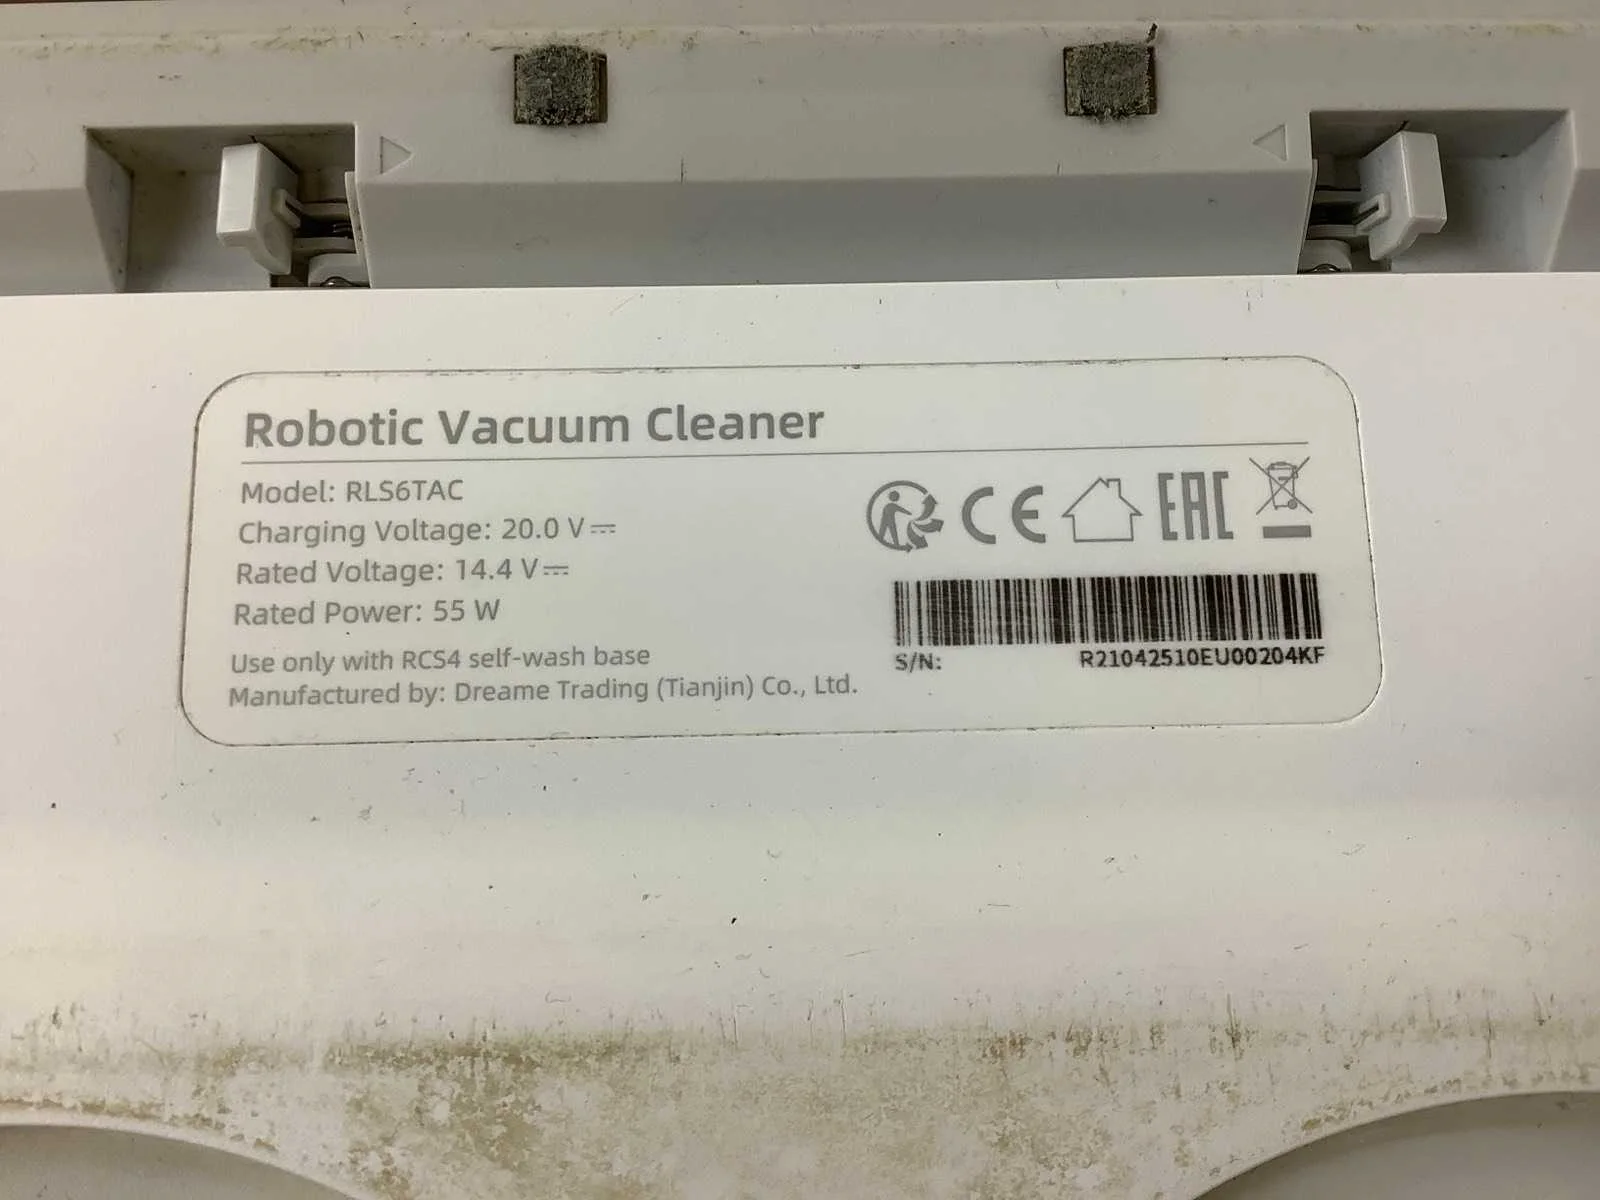 Robotic Vacuum Cleaner
Model: RLS6TAC
Charging Voltage: 20.0 V⎓
Rated Voltage: 14.4 V⎓
Rated Power: 55 W
Use only with RCS4 self-wash base
Manufactured by: Dreame Trading (Tianjin) Co., Ltd.
CE EAC
S/N: R21042510EU00204KF